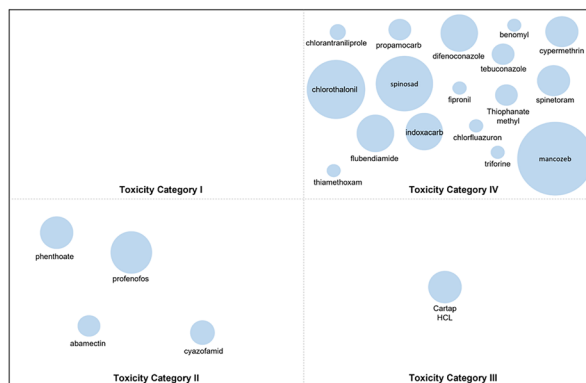 chlorantraniliprole
propamocarb
difenoconazole
benomyl
cypermethrin
tebuconazole
chlorothalonil
spinosad
fipronil
Thiophanate
methyl
spinetoram
flubendiamide
indoxacarb
chlorfluazuron
triforine
mancozeb
thiamethoxam
Toxicity Category I
Toxicity Category IV
phenthoate
profenofos
abamectin
cyazofamid
Cartap
HCL
Toxicity Category II
Toxicity Category III